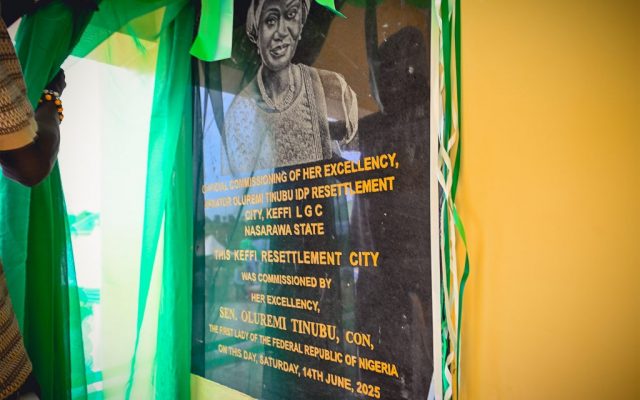 OFFICIAL COMMISSIONING OF HER EXCELLENCY,
SENATOR OLUREMI TINUBU IDP RESETTLEMENT
CITY, KEFFI L G C
NASARAWA STATE
THIS KEFFI RESETTLEMENT CITY
WAS COMMISSIONED BY
HER EXCELLENCY,
SEN. OLUREMI TINUBU, CON,
THE FIRST LADY OF THE FEDERAL REPUBLIC OF NIGERIA
ON THIS DAY, SATURDAY, 14TH JUNE, 2025